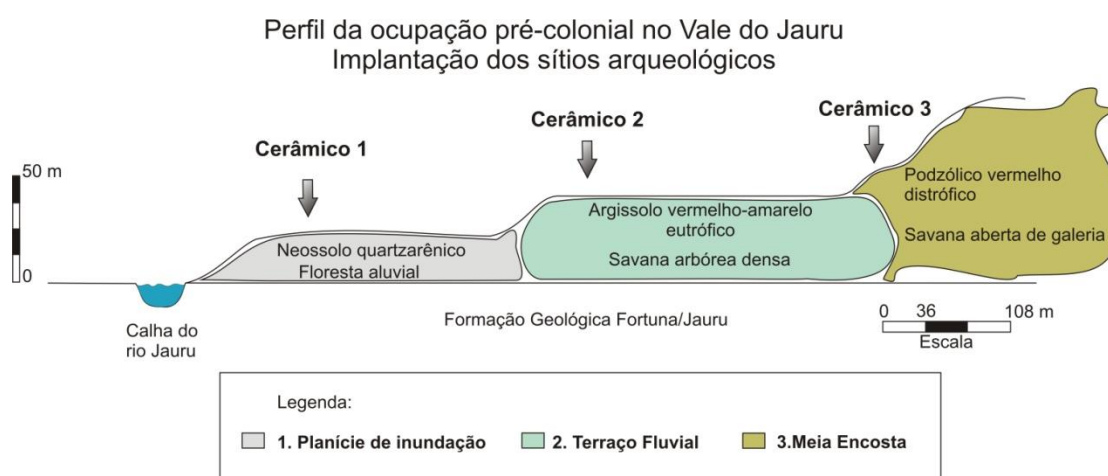 Perfil da ocupação pré-colonial no Vale do Jauru
Implantação dos sítios arqueológicos
Cerâmico 1
Cerâmico 2
Cerâmico 3
50 m
0
Neossolo quartzarênico
Floresta aluvial
Argissolo vermelho-amarelo
eutrófico
Savana arbórea densa
Podzólico vermelho
distrófico
Savana aberta de galeria
Calha do
rio Jauru
Formação Geológica Fortuna/Jauru
0 36 108 m
Escala
Legenda:
1. Planície de inundação
2. Terraço Fluvial
3.Meia Encosta